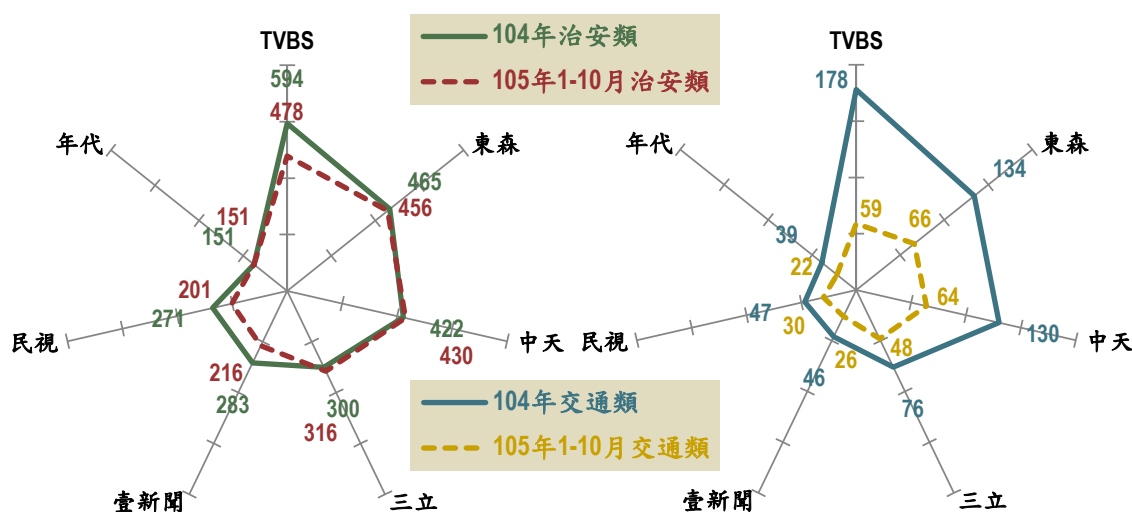 104年治安類
105年1-10月治安類
TVBS
594
478
東森
465
456
中天
422
430
三立
300
316
壹新聞
216
283
民視
201
271
年代
151
151
TVBS
178
59
東森
134
66
中天
64
130
三立
48
76
壹新聞
26
46
民視
47
30
年代
39
22
104年交通類
105年1-10月交通類